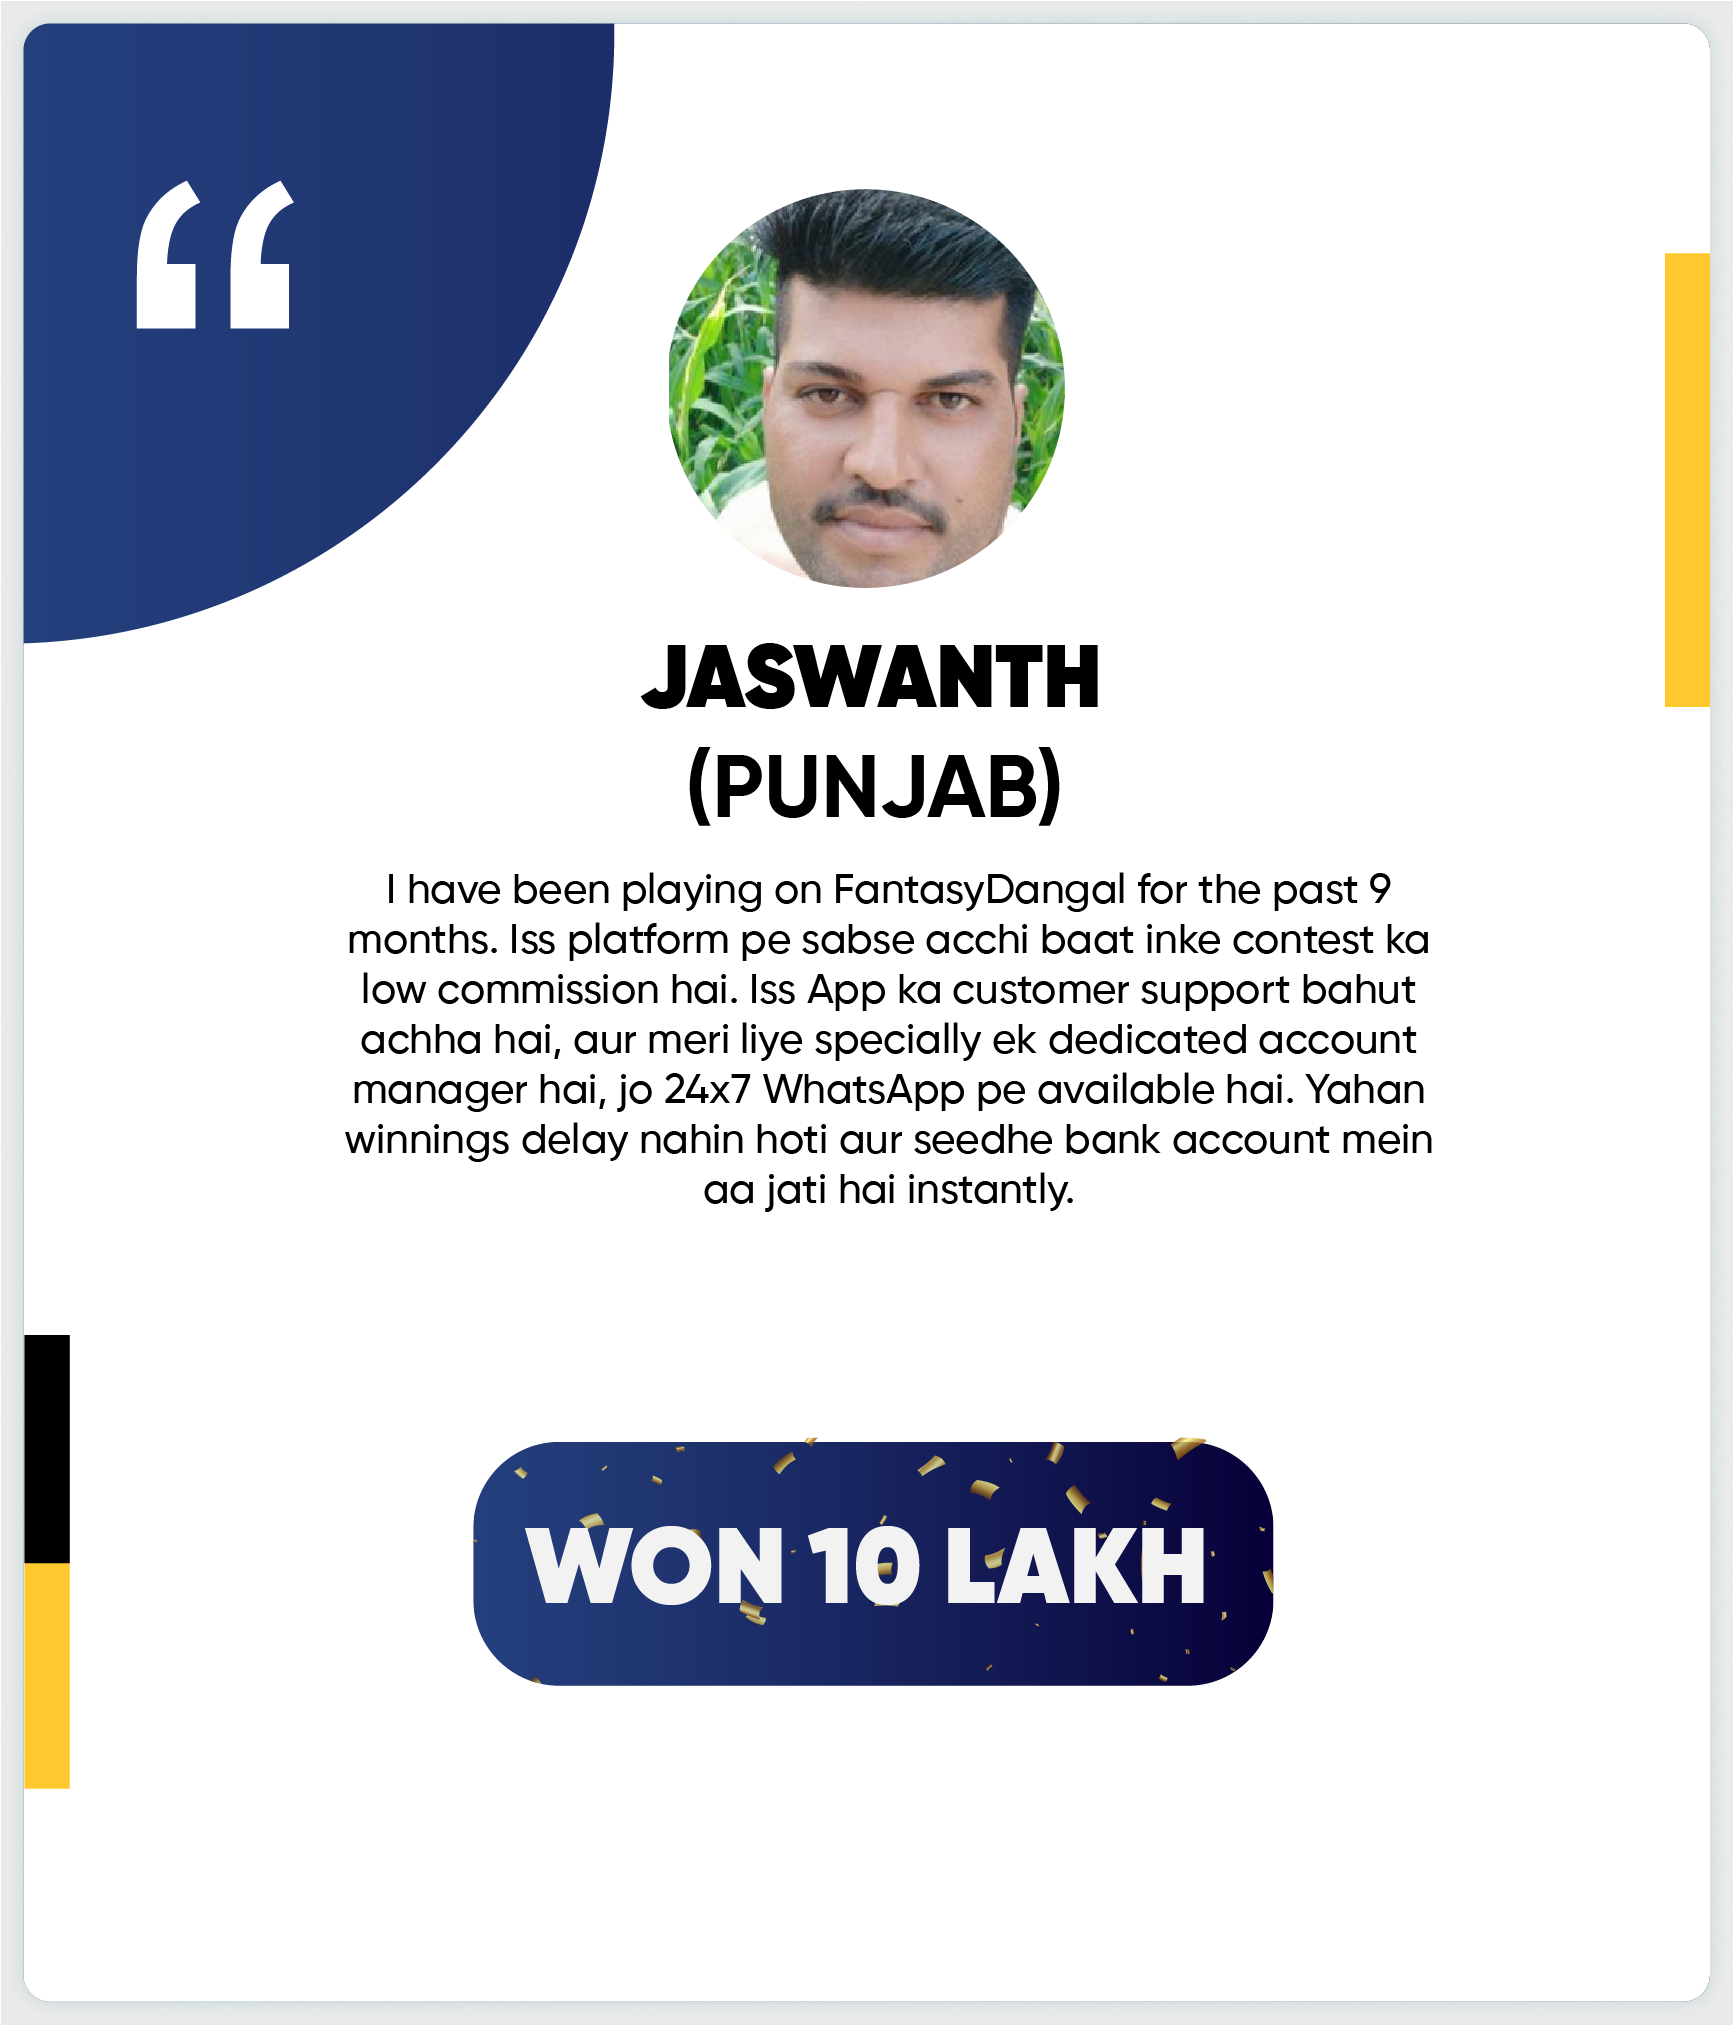 “
JASWANTH
(PUNJAB)
I have been playing on FantasyDangal for the past 9
months. Iss platform pe sabse acchi baat inke contest ka
low commission hai. Iss App ka customer support bahut
achha hai, aur meri liye specially ek dedicated account
manager hai, jo 24x7 WhatsApp pe available hai. Yahan
winnings delay nahin hoti aur seedhe bank account mein
aa jati hai instantly.
WON 10 LAKH